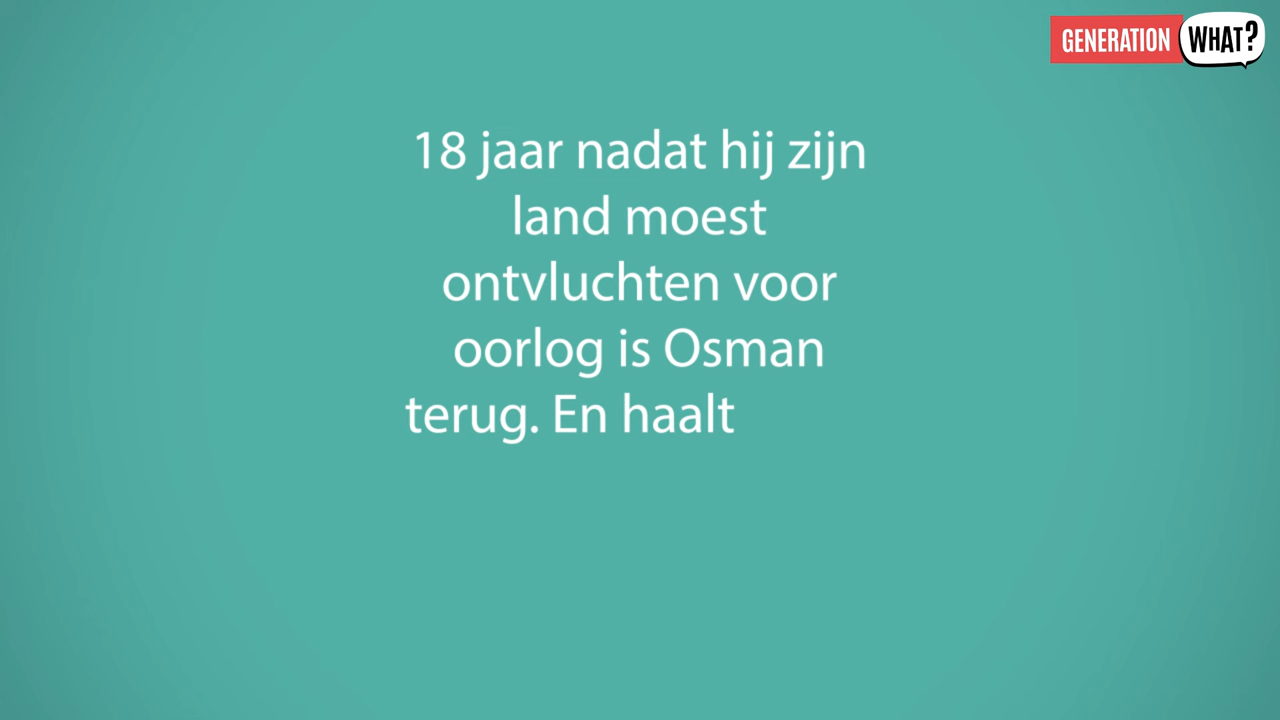 GENERATION WHAT?
18 jaar nadat hij zijn
land moest
ontvluchten voor
oorlog is Osman
terug. En haalt